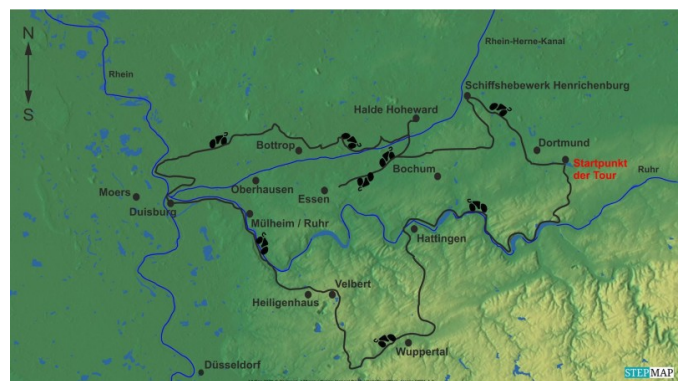 N
S
Rhein
Rhein-Herne-Kanal
Schiffshebewerk Henrichenburg
Halde Hoheward
Bottrop
Dortmund
Startpunkt
der Tour
Bochum
Ruhr
Oberhausen
Essen
Moers
Duisburg
Mülheim / Ruhr
Hattingen
Velbert
Heiligenhaus
Wuppertal
Düsseldorf
STEPMAP